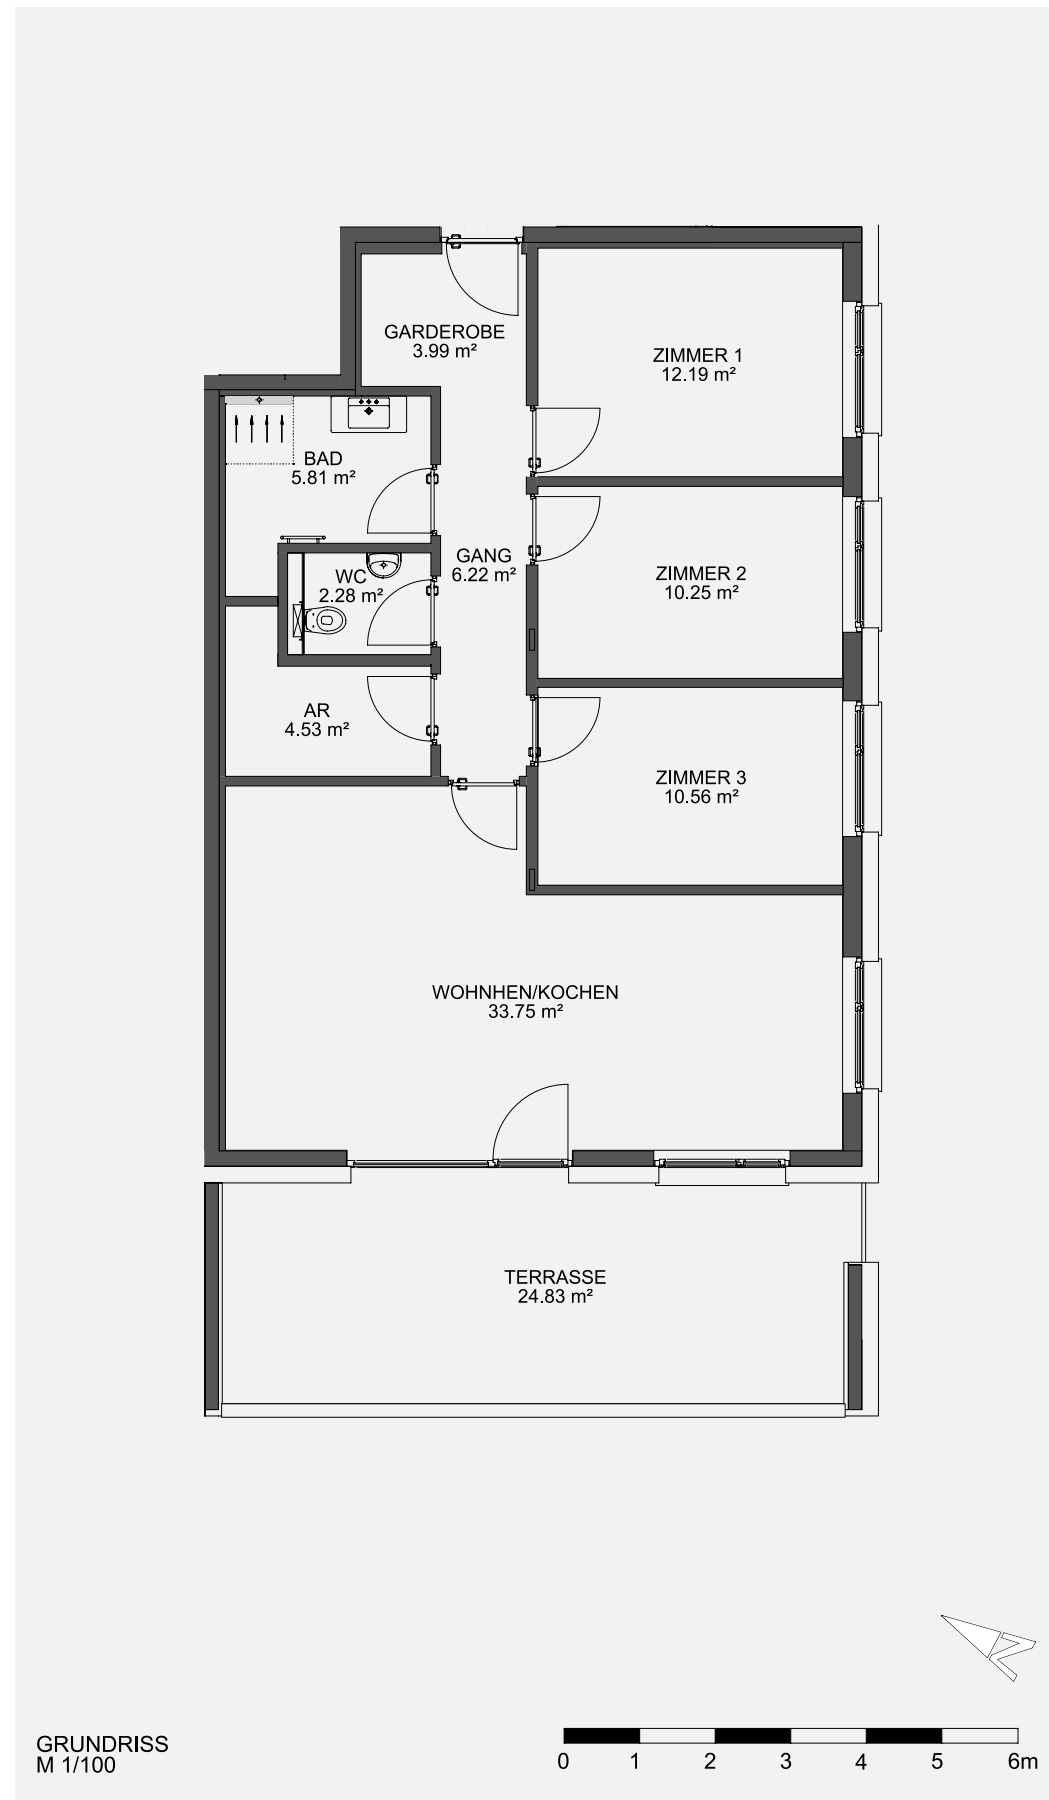 GARDEROBE
3.99 m²
ZIMMER 1
12.19 m²
BAD
5.81 m²
GANG
6.22 m²
WC
2.28 m²
ZIMMER 2
10.25 m²
AR
4.53 m²
ZIMMER 3
10.56 m²
WOHNHEN/KOCHEN
33.75 m²
TERRASSE
24.83 m²
N
GRUNDRISS
M 1/100
0 1 2 3 4 5 6m